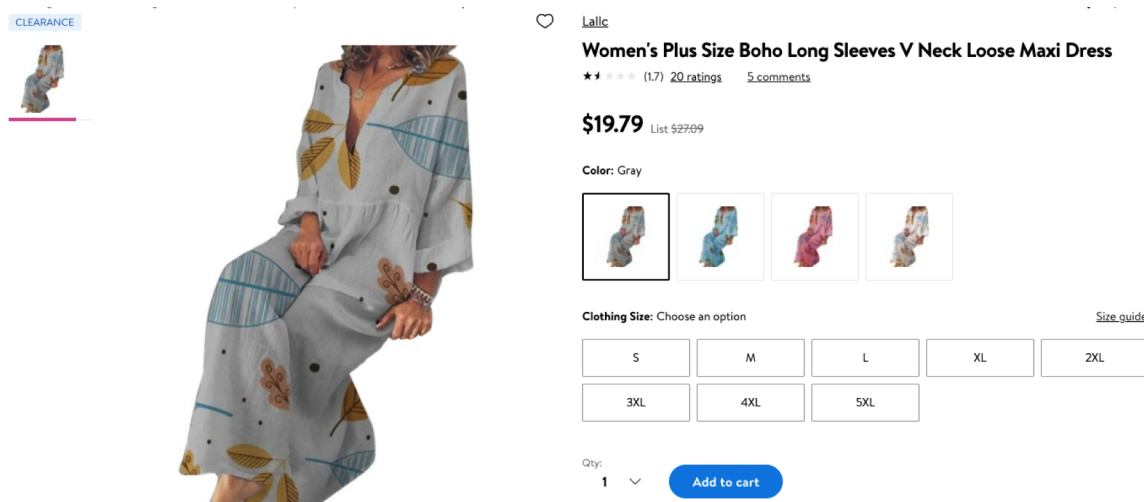 CLEARANCE
Lallc
Women's Plus Size Boho Long Sleeves V Neck Loose Maxi Dress
(1.7) 20 ratings 5 comments
$19.79 List $27.09
Color: Gray
Clothing Size: Choose an option Size guide
S M L XL 2XL
3XL 4XL 5XL
Qty:
1 Add to cart